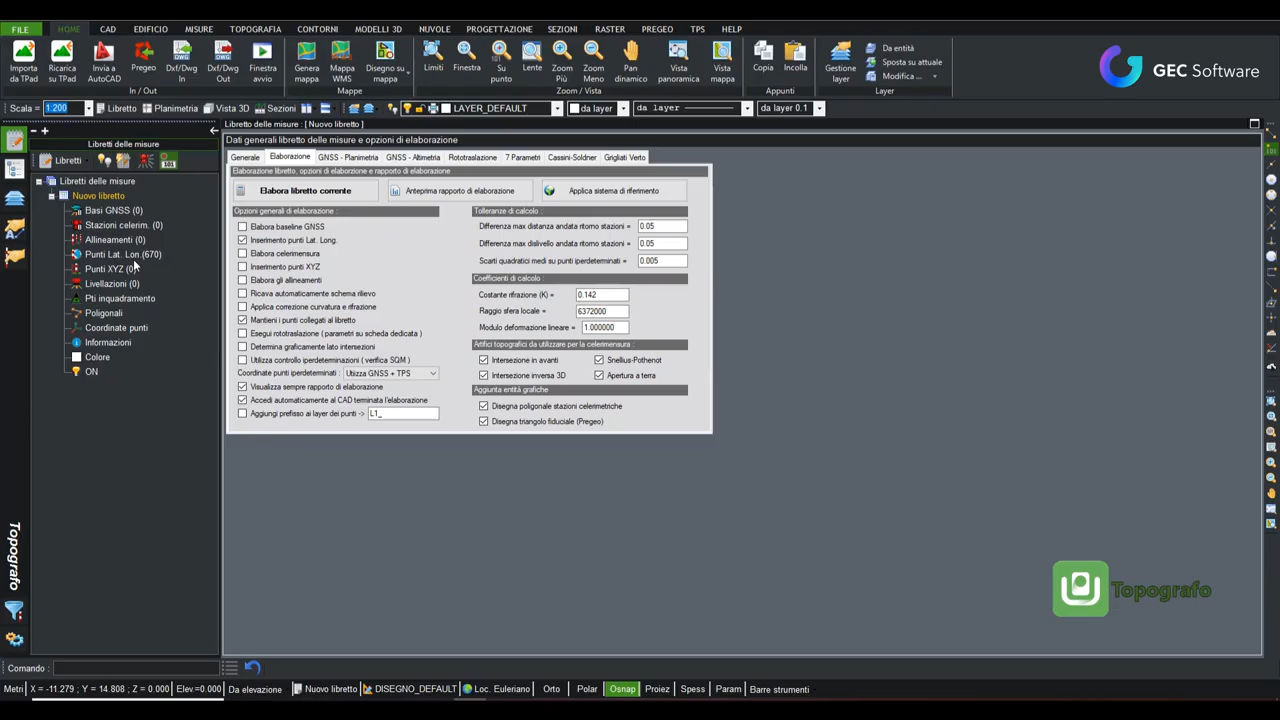 FILE HOME CAD EDIFICIO MISURE TOPOGRAFIA CONTORNI MODELLI 3D NUVOLE PROGETTAZIONE SEZIONI RASTER PREGEO TPS HELP
Importa da TPad
Ricarica su TPad
Invia a AutoCAD
Pregeo
Dxf/Dwg In
Dxf/Dwg Out
Finestra avvio
Genera mappa
Mappa WMS
Disegno su mappa
Limiti
Finestra
Su punto
Lente
Zoom Più
Zoom Meno
Pan dinamico
Vista panoramica
Vista mappa
Copia
Incolla
Gestione layer
Da entità
Sposta su attuale
Modifica ...
In / Out
Mappe
Zoom / Vista
Appunti
Layer
GEC Software
Scala = 1:200 Libretto Planimetria Vista 3D Sezioni LAYER_DEFAULT da layer da layer da layer 0.1
Libretti delle misure
Libretti
Libretti delle misure
Nuovo libretto
Basi GNSS (0)
Stazioni celerim. (0)
Allineamenti (0)
Punti Lat. Lon.(670)
Punti XYZ (0)
Livellazioni (0)
Pti inquadramento
Poligonali
Coordinate punti
Informazioni
Colore
ON
Topografo
Libretto delle misure : [ Nuovo libretto ]
Dati generali libretto delle misure e opzioni di elaborazione
Generale Elaborazione GNSS - Planimetria GNSS - Altimetria Rototraslazione 7 Parametri Cassini-Soldner Grigliati Verto
Elaborazione libretto, opzioni di elaborzione e rapporto di elaborazione
Elabora libretto corrente Anteprima rapporto di elaborazione Applica sistema di riferimento
Opzioni generali di elaborazione :
Elabora baseline GNSS
Inserimento punti Lat. Long.
Elabora celerimensura
Inserimento punti XYZ
Elabora gli allineamenti
Ricava automaticamente schema rilievo
Applica correzione curvatura e rifrazione
Mantieni i punti collegati al libretto
Esegui rototraslazione ( parametri su scheda dedicata )
Determina graficamente lato intersezioni
Utilizza controllo iperdeterminazioni ( verifica SQM )
Coordinate punti iperdeterminati : Utiizza GNSS + TPS
Visualizza sempre rapporto di elaborazione
Accedi automaticamente al CAD terminata l'elaborazione
Aggiungi prefisso ai layer dei punti -> L1_
Tolleranze di calcolo :
Differenza max distanza andata ritorno stazioni = 0.05
Differenza max dislivello andata ritorno stazioni = 0.05
Scarti quadratici medi su punti iperdeterminati = 0.005
Coefficienti di calcolo :
Costante rifrazione (K) = 0.142
Raggio sfera locale = 6372000
Modulo deformazione lineare = 1.000000
Artifici topografici da utilizzare per la celerimensura :
Intersezione in avanti Snellius-Pothenot
Intersezione inversa 3D Apertura a terra
Aggiunta entità grafiche
Disegna poligonale stazioni celerimetriche
Disegna triangolo fiduciale (Pregeo)
Topografo
Comando :
Metri X = -11.279 ; Y = 14.808 ; Z = 0.000 Elev=0.000 Da elevazione Nuovo libretto DISEGNO_DEFAULT Loc. Euleriano Orto Polar Osnap Proiez Spess Param Barre strumenti